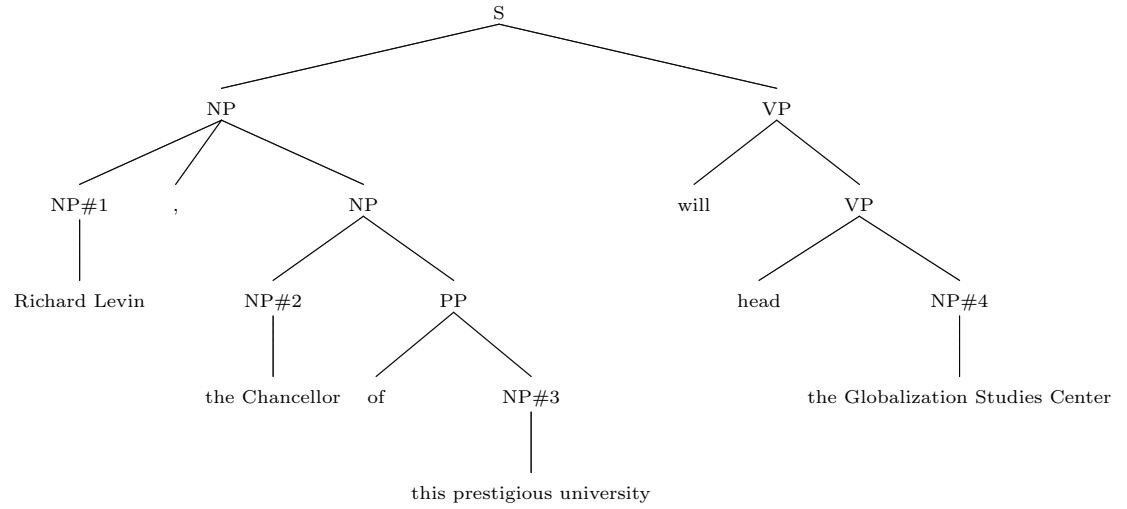 S
NP VP
NP#1 , NP will VP
Richard Levin NP#2 PP head NP#4
the Chancellor of NP#3 the Globalization Studies Center
this prestigious university